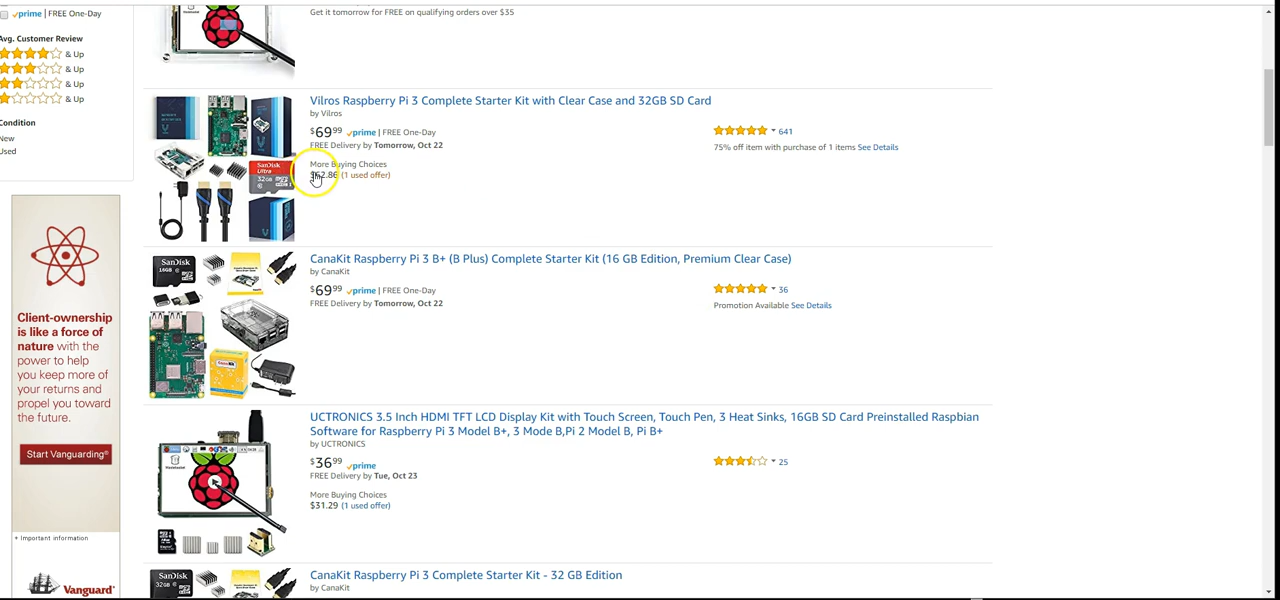 prime | FREE One-Day
Get it tomorrow for FREE on qualifying orders over $35
Avg. Customer Review
& Up
& Up
& Up
& Up
Condition
New
Used
Vilros Raspberry Pi 3 Complete Starter Kit with Clear Case and 32GB SD Card
by Vilros
$69.99 prime | FREE One-Day
641
FREE Delivery by Tomorrow, Oct 22
75% off item with purchase of 1 items See Details
More Buying Choices
$62.86 (1 used offer)
SanDisk
Ultra
32GB
CanaKit Raspberry Pi 3 B+ (B Plus) Complete Starter Kit (16 GB Edition, Premium Clear Case)
by CanaKit
$69.99 prime | FREE One-Day
36
FREE Delivery by Tomorrow, Oct 22
Promotion Available See Details
SanDisk
16GB
Client-ownership
is like a force of
nature with the
power to help
you keep more of
your returns and
propel you toward
the future.
Start Vanguarding®
+ Important information
Vanguard®
UCTRONICS 3.5 Inch HDMI TFT LCD Display Kit with Touch Screen, Touch Pen, 3 Heat Sinks, 16GB SD Card Preinstalled Raspbian
Software for Raspberry Pi 3 Model B+, 3 Mode B,Pi 2 Model B, Pi B+
by UCTRONICS
$36.99 prime
25
FREE Delivery by Tue, Oct 23
More Buying Choices
$31.29 (1 used offer)
CanaKit Raspberry Pi 3 Complete Starter Kit - 32 GB Edition
by CanaKit
SanDisk
32GB